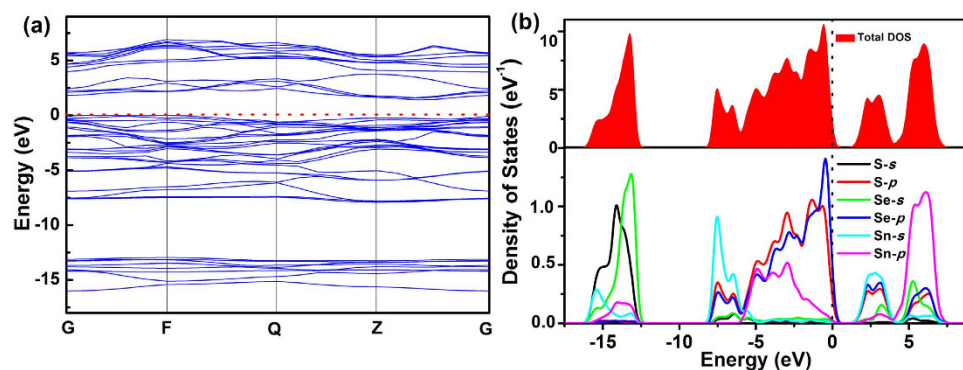 (a)
Energy (eV)
5
0
-5
-10
-15
G
F
Q
Z
G
(b)
Density of States (eV⁻¹)
10
5
0
Total DOS
1.0
0.5
0.0
S-s
S-p
Se-s
Se-p
Sn-s
Sn-p
-15
-10
-5
0
5
Energy (eV)